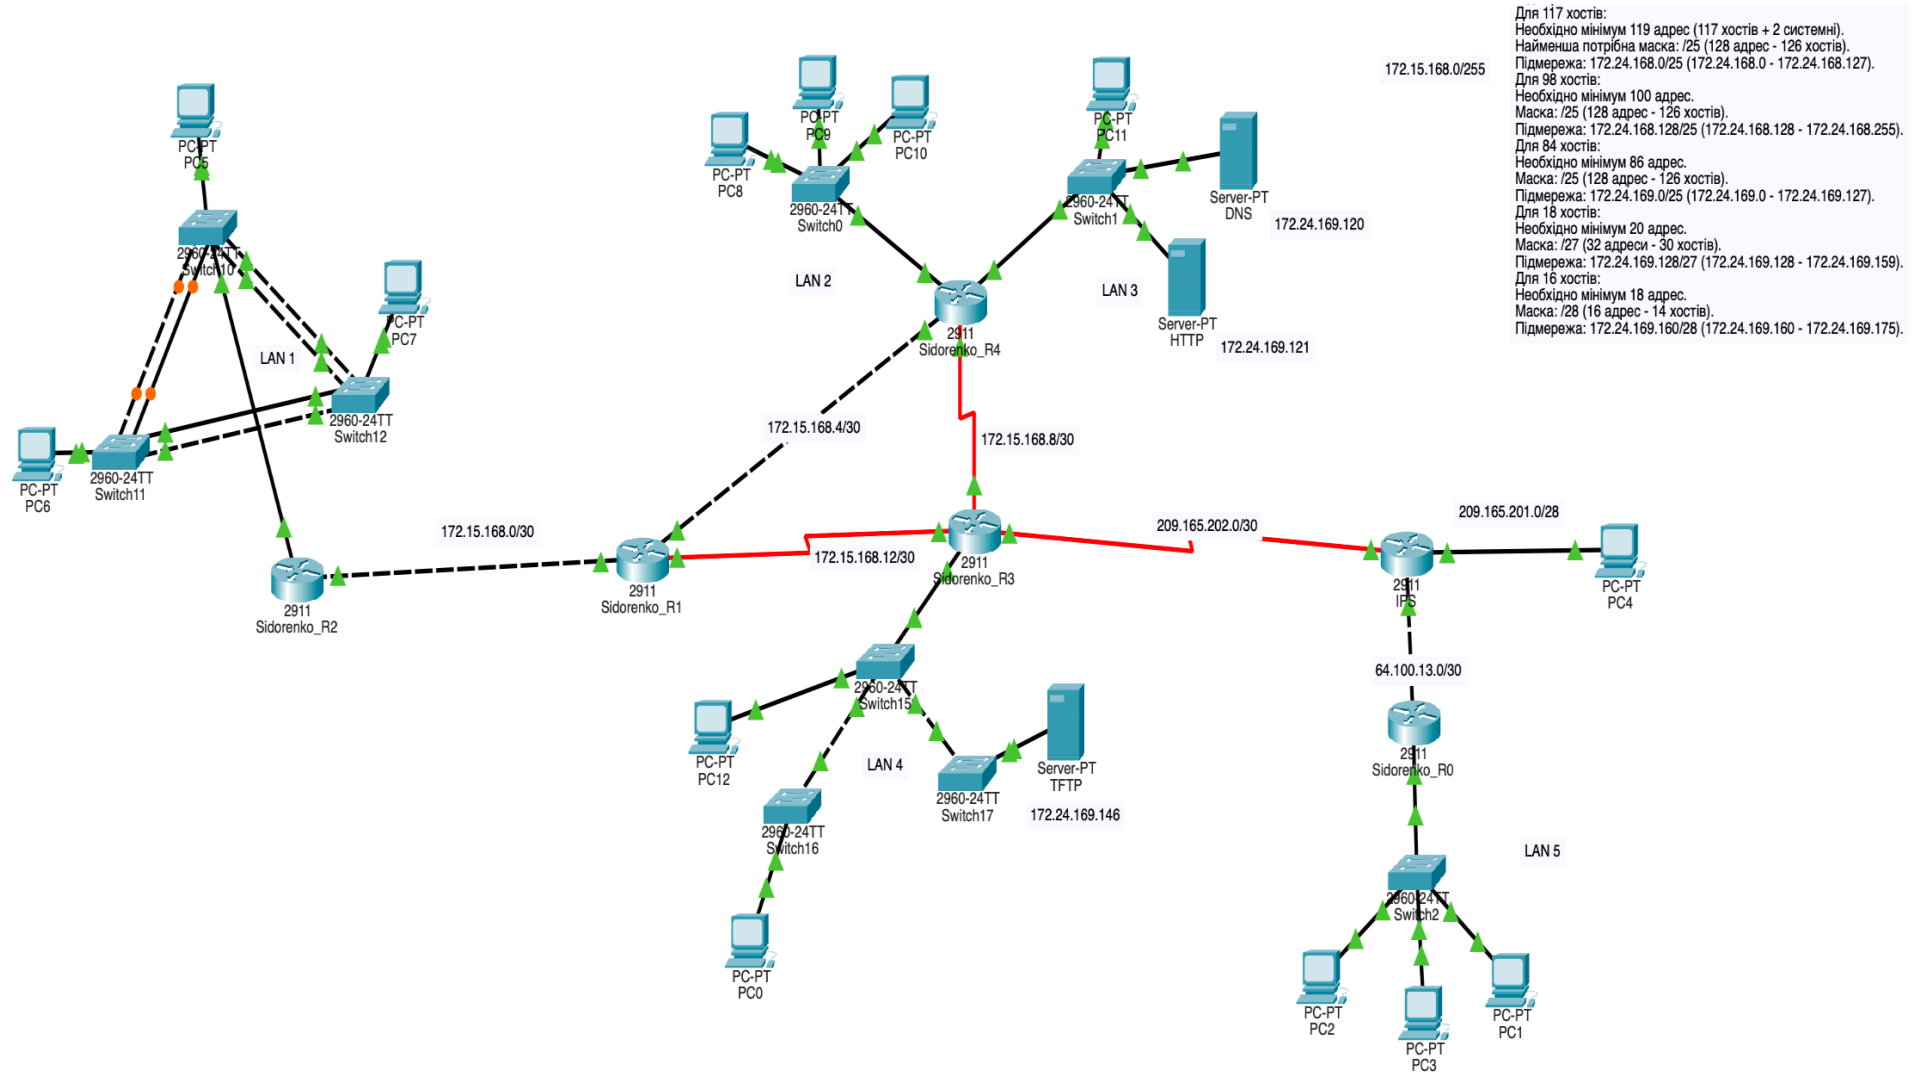 Для 117 хостів:
Необхідно мінімум 119 адрес (117 хостів + 2 системні).
Найменша потрібна маска: /25 (128 адрес - 126 хостів).
Підмережа: 172.24.168.0/25 (172.24.168.0 - 172.24.168.127).
Для 98 хостів:
Необхідно мінімум 100 адрес.
Маска: /25 (128 адрес - 126 хостів).
Підмережа: 172.24.168.128/25 (172.24.168.128 - 172.24.168.255).
Для 84 хостів:
Необхідно мінімум 86 адрес.
Маска: /25 (128 адрес - 126 хостів).
Підмережа: 172.24.169.0/25 (172.24.169.0 - 172.24.169.127).
Для 18 хостів:
Необхідно мінімум 20 адрес.
Маска: /27 (32 адреси - 30 хостів).
Підмережа: 172.24.169.128/27 (172.24.169.128 - 172.24.169.159).
Для 16 хостів:
Необхідно мінімум 18 адрес.
Маска: /28 (16 адрес - 14 хостів).
Підмережа: 172.24.169.160/28 (172.24.169.160 - 172.24.169.175).
172.15.168.0/255
PC-PT
PC5
2960-24TT
Switch10
PC-PT
PC7
LAN 1
2960-24TT
Switch12
PC-PT
PC6
2960-24TT
Switch11
PC-PT
PC9
PC-PT
PC10
PC-PT
PC8
2960-24TT
Switch0
LAN 2
PC-PT
PC11
2960-24TT
Switch1
Server-PT
DNS
172.24.169.120
LAN 3
Server-PT
HTTP
172.24.169.121
2911
Sidorenko_R4
172.15.168.4/30
172.15.168.8/30
172.15.168.0/30
2911
Sidorenko_R2
2911
Sidorenko_R1
172.15.168.12/30
2911
Sidorenko_R3
209.165.202.0/30
209.165.201.0/28
2911
IPS
PC-PT
PC4
64.100.13.0/30
2911
Sidorenko_R0
2960-24TT
Switch15
PC-PT
PC12
LAN 4
2960-24TT
Switch17
Server-PT
TFTP
172.24.169.146
2960-24TT
Switch16
PC-PT
PC0
LAN 5
2960-24TT
Switch2
PC-PT
PC2
PC-PT
PC3
PC-PT
PC1